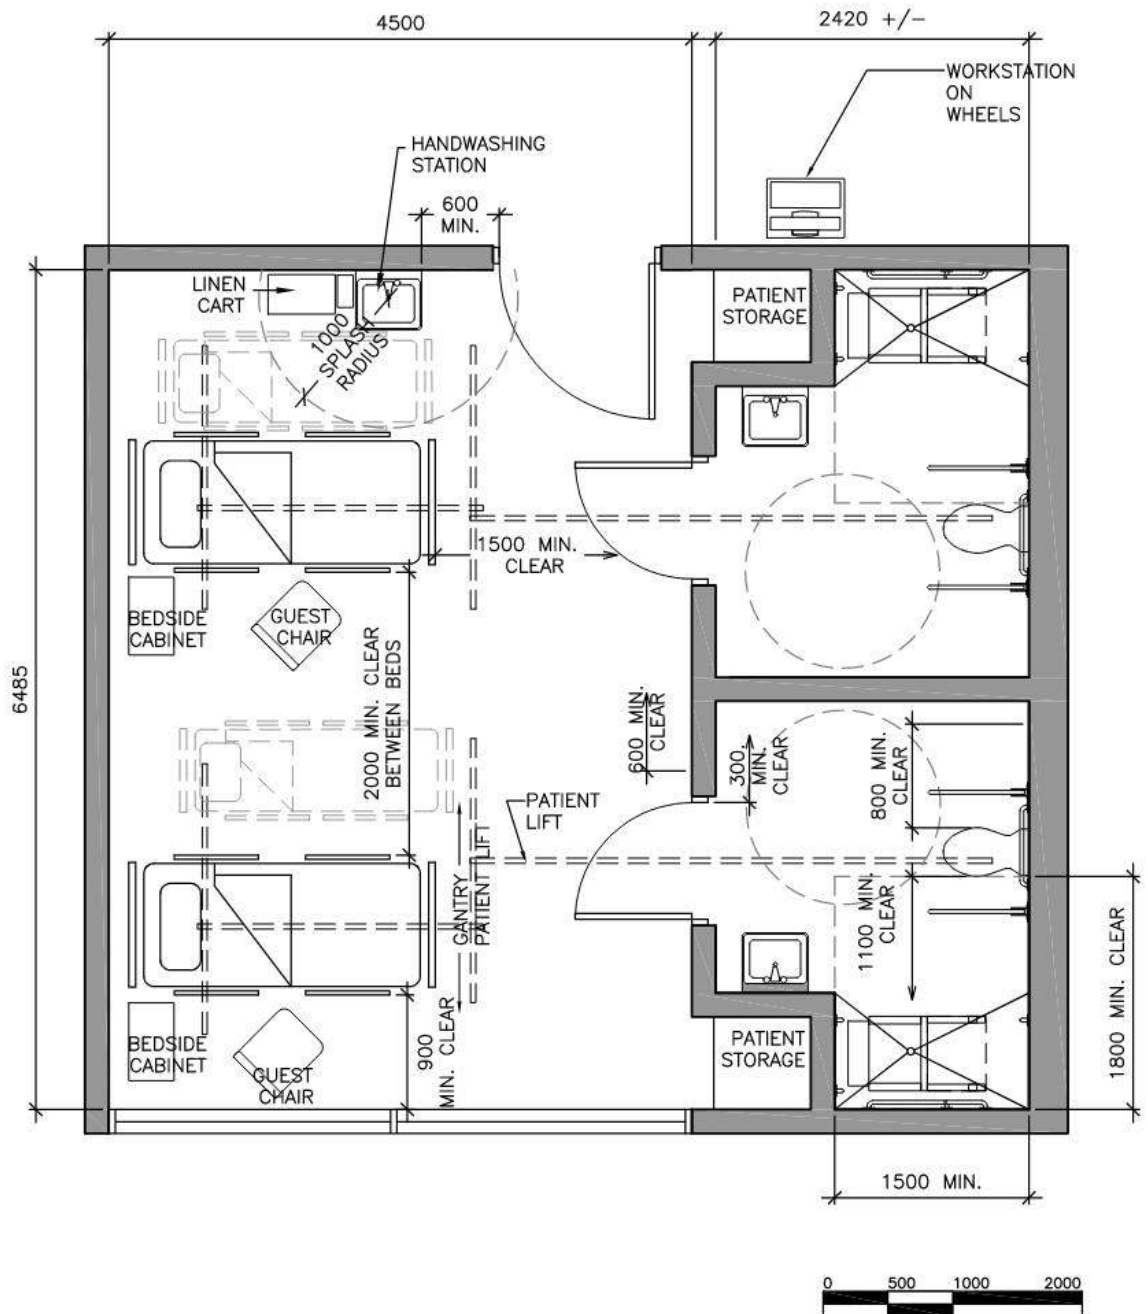 4500
2420 +/-
WORKSTATION
ON
WHEELS
HANDWASHING
STATION
600
MIN.
LINEN
CART
1000
SPLASH
RADIUS
PATIENT
STORAGE
1500 MIN.
CLEAR
BEDSIDE
CABINET
GUEST
CHAIR
2000 MIN. CLEAR
BETWEEN BEDS
6485
600 MIN.
CLEAR
300
MIN.
CLEAR
800 MIN.
CLEAR
PATIENT
LIFT
GANTRY
PATIENT LIFT
1100 MIN.
CLEAR
1800 MIN. CLEAR
900
MIN. CLEAR
BEDSIDE
CABINET
GUEST
CHAIR
PATIENT
STORAGE
1500 MIN.
0 500 1000 2000